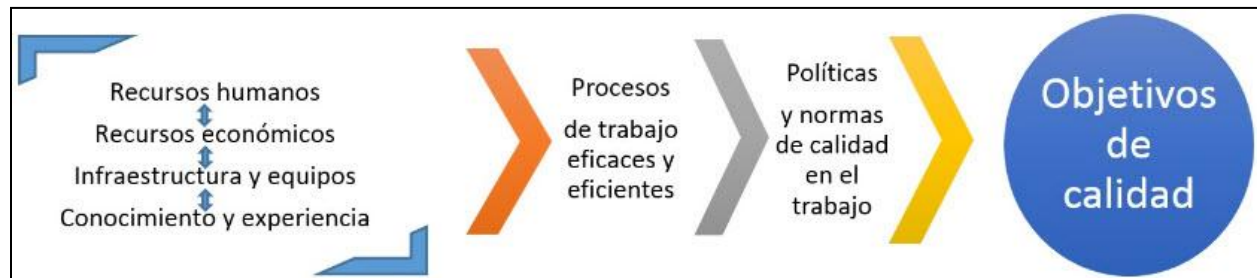 Recursos humanos
Recursos económicos
Infraestructura y equipos
Conocimiento y experiencia
Procesos
de trabajo
eficaces y
eficientes
Políticas
y normas
de calidad
en el
trabajo
Objetivos
de
calidad